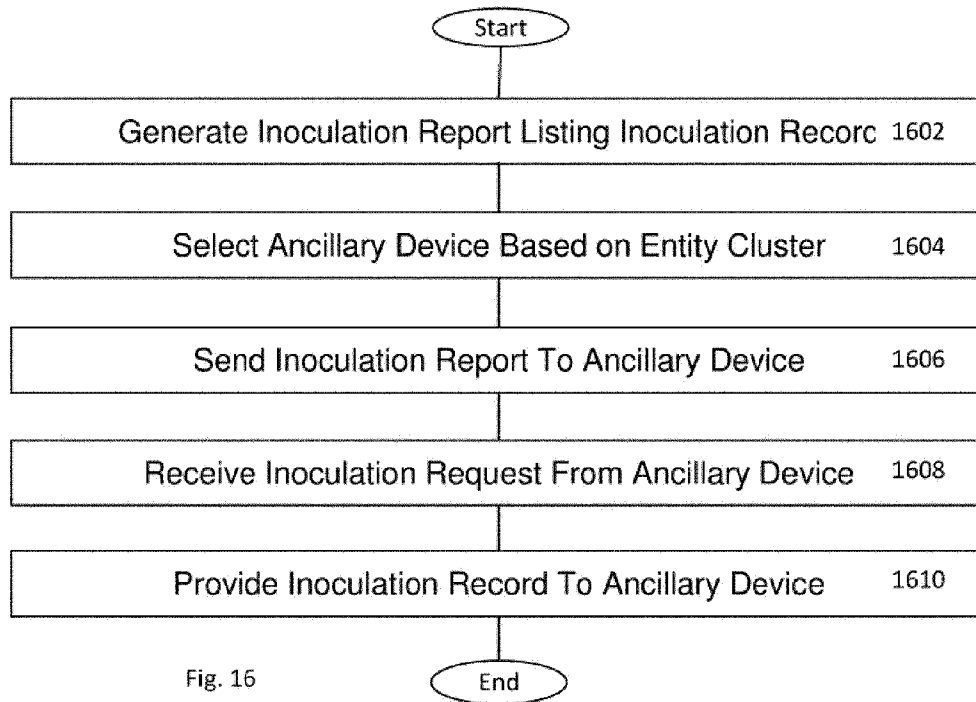 Start
Generate Inoculation Report Listing Inoculation Record 1602
Select Ancillary Device Based on Entity Cluster 1604
Send Inoculation Report To Ancillary Device 1606
Receive Inoculation Request From Ancillary Device 1608
Provide Inoculation Record To Ancillary Device 1610
Fig. 16
End